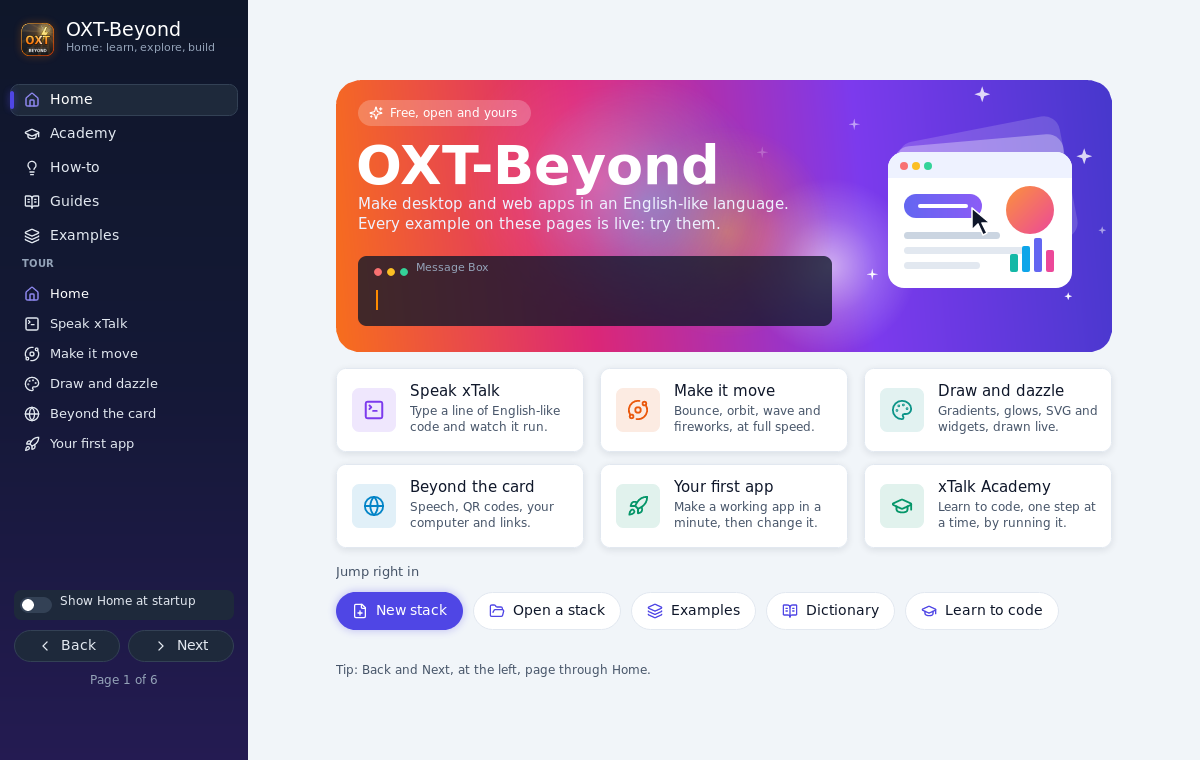 OXT
BEYOND
OXT-Beyond
Home: learn, explore, build
Home
Academy
How-to
Guides
Examples
TOUR
Home
Speak xTalk
Make it move
Draw and dazzle
Beyond the card
Your first app
Show Home at startup
Back
Next
Page 1 of 6
Free, open and yours
OXT-Beyond
Make desktop and web apps in an English-like language.
Every example on these pages is live: try them.
Message Box
Speak xTalk
Type a line of English-like
code and watch it run.
Make it move
Bounce, orbit, wave and
fireworks, at full speed.
Draw and dazzle
Gradients, glows, SVG and
widgets, drawn live.
Beyond the card
Speech, QR codes, your
computer and links.
Your first app
Make a working app in a
minute, then change it.
xTalk Academy
Learn to code, one step at
a time, by running it.
Jump right in
New stack
Open a stack
Examples
Dictionary
Learn to code
Tip: Back and Next, at the left, page through Home.